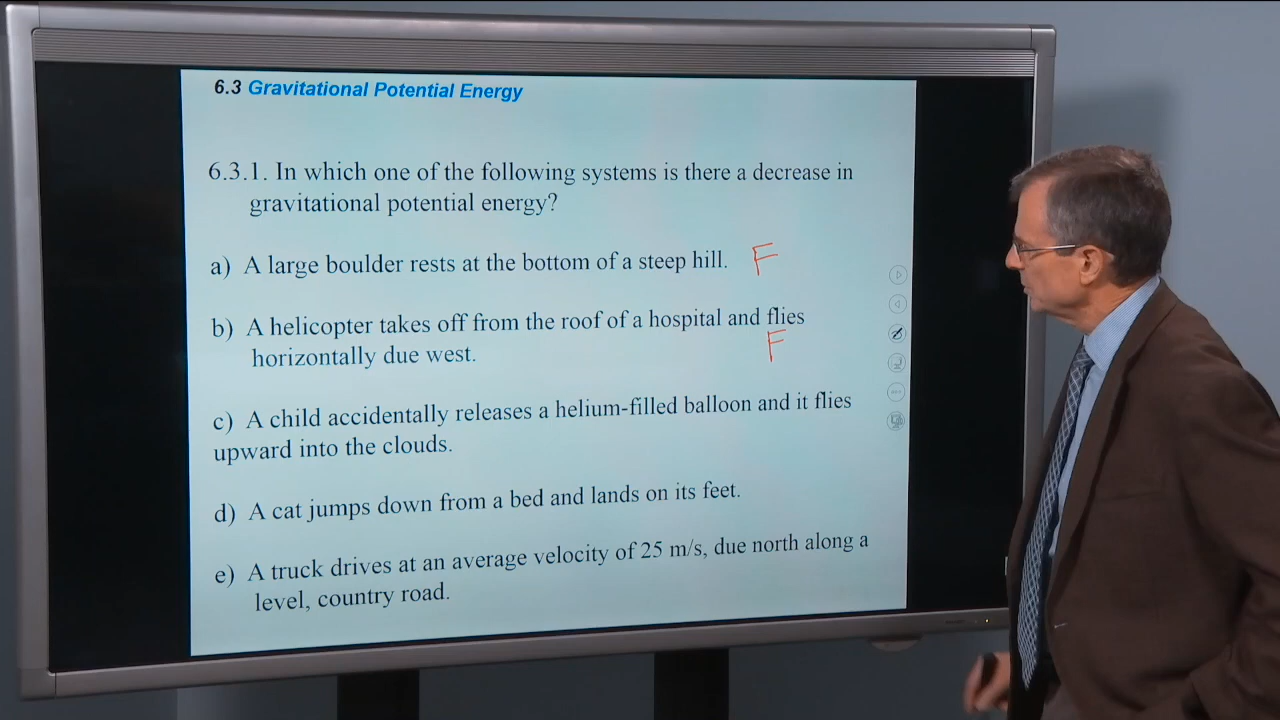 6.3 Gravitational Potential Energy
6.3.1. In which one of the following systems is there a decrease in
gravitational potential energy?
a) A large boulder rests at the bottom of a steep hill. F
b) A helicopter takes off from the roof of a hospital and flies
horizontally due west. F
c) A child accidentally releases a helium-filled balloon and it flies
upward into the clouds.
d) A cat jumps down from a bed and lands on its feet.
e) A truck drives at an average velocity of 25 m/s, due north along a
level, country road.